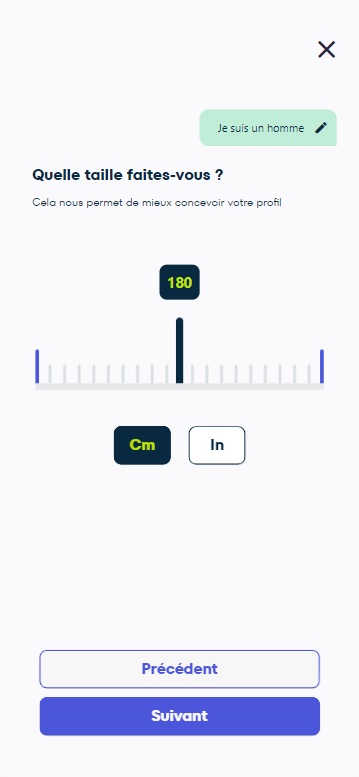 Je suis un homme
Quelle taille faites-vous ?
Cela nous permet de mieux concevoir votre profil
180
Cm
In
Précédent
Suivant